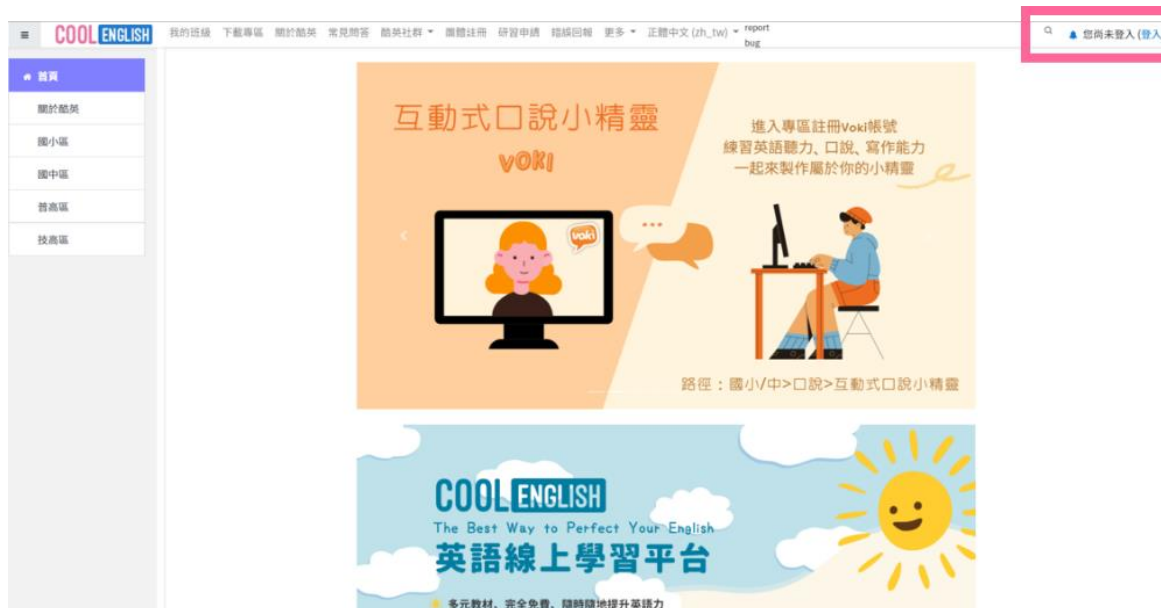 COOL ENGLISH 我的班級 下載專區 關於酷英 常見問答 酷英社群 團體註冊 研習申請 錯誤回報 更多 正體中文 (zh_tw) report bug 您尚未登入 (登入
首頁
關於酷英
國小區
國中區
普高區
技高區
互動式口說小精靈
VOKI
進入專區註冊Voki帳號
練習英語聽力、口說、寫作能力
一起來製作屬於你的小精靈
voki
路徑：國小/中>口說>互動式口說小精靈
COOL ENGLISH
The Best Way to Perfect Your English
英語線上學習平台
多元教材、完全免費、隨時隨地提升英語力